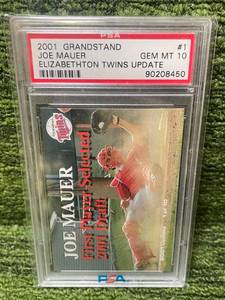 PSA
2001 GRANDSTAND #1
JOE MAUER GEM MT 10
ELIZABETHTON TWINS UPDATE 90208450
Twins
JOE MAUER
First Player Selected
2001 Draft
PSA